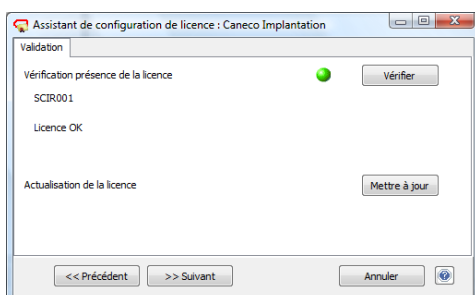 Assistant de configuration de licence : Caneco Implantation
Validation
Vérification présence de la licence
Vérifier
SCIR001
Licence OK
Actualisation de la licence
Mettre à jour
<< Précédent
>> Suivant
Annuler